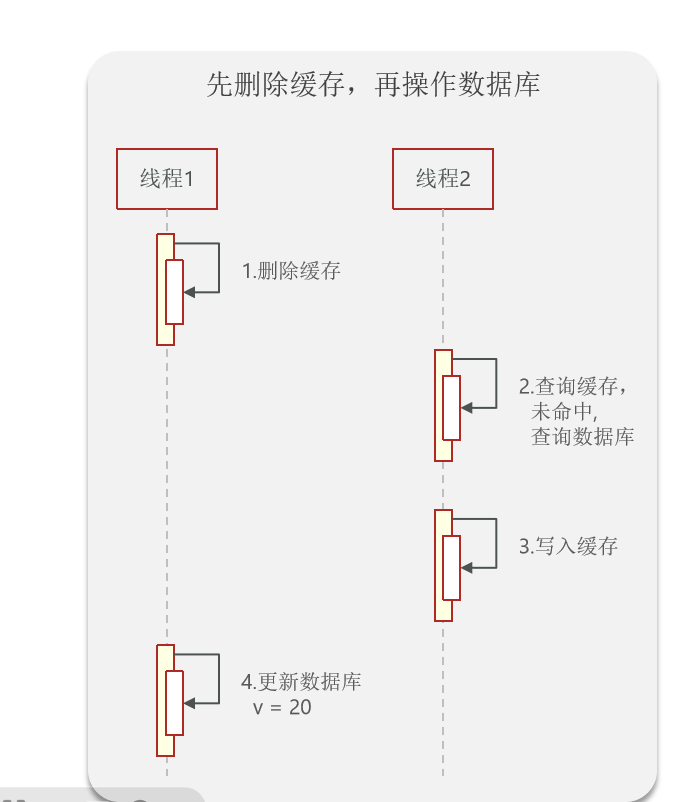 先删除缓存，再操作数据库
线程1
线程2
1.删除缓存
2.查询缓存，
未命中,
查询数据库
3.写入缓存
4.更新数据库
v = 20